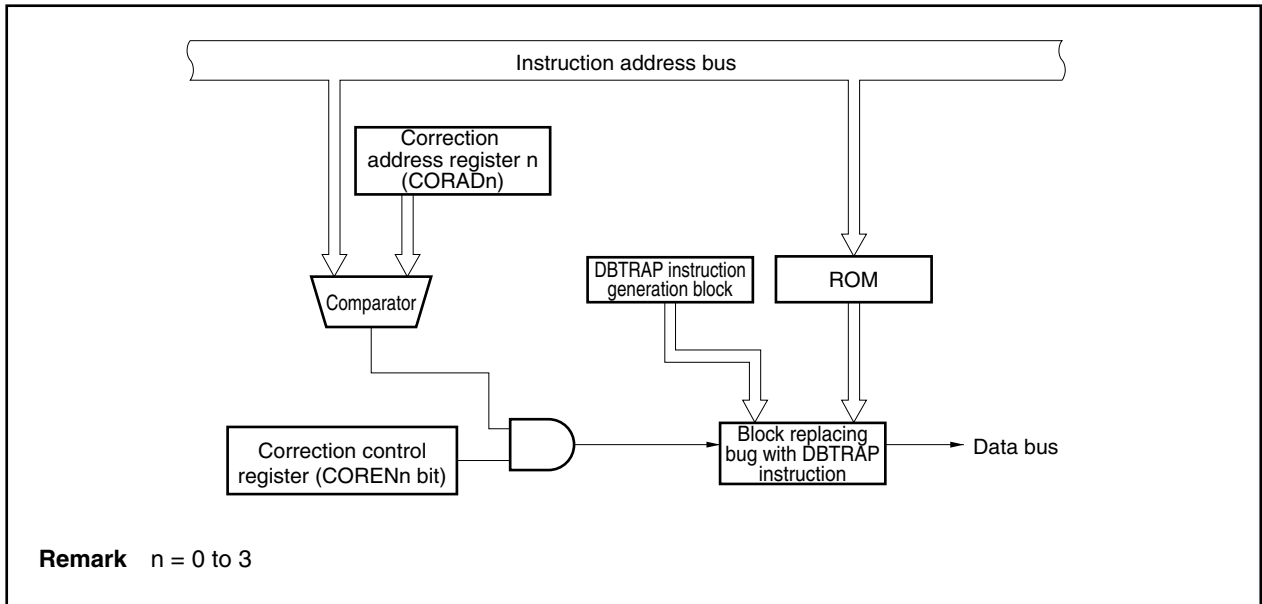 Instruction address bus
Correction
address register n
(CORADn)
Comparator
DBTRAP instruction
generation block
ROM
Correction control
register (CORENn bit)
Block replacing
bug with DBTRAP
instruction
Data bus
Remark n = 0 to 3